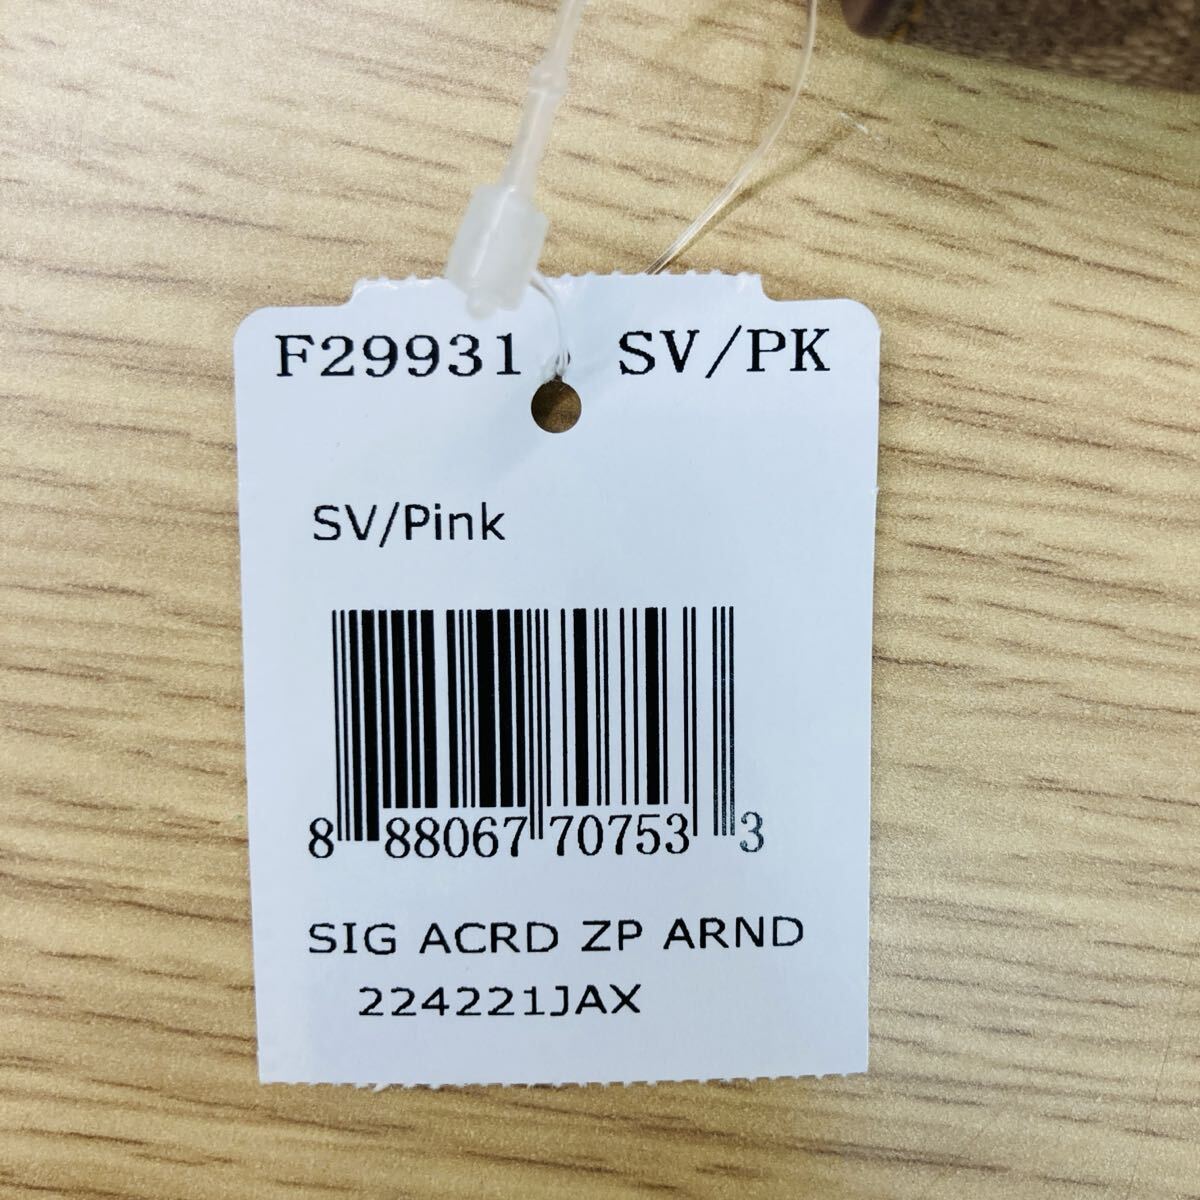 F29931 SV/PK
SV/Pink
8 88067 70753 3
SIG ACRD ZP ARND
224221JAX